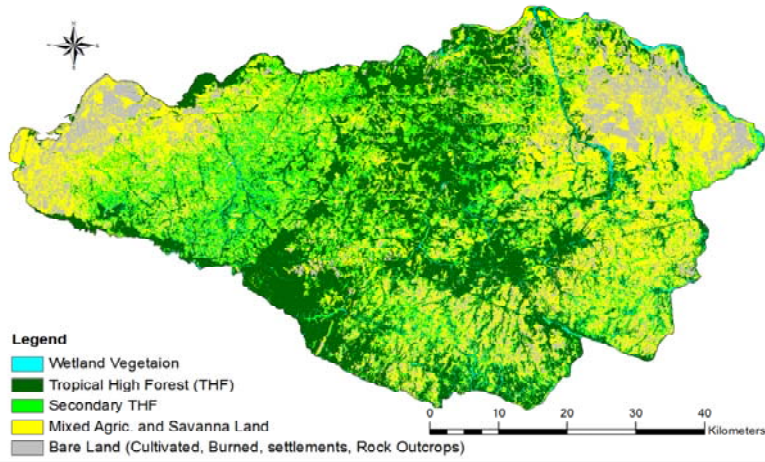 Legend
Wetland Vegetaion
Tropical High Forest (THF)
Secondary THF
Mixed Agric. and Savanna Land
Bare Land (Cultivated, Burned, settlements, Rock Outcrops)
0 10 20 30 40
Kilometers